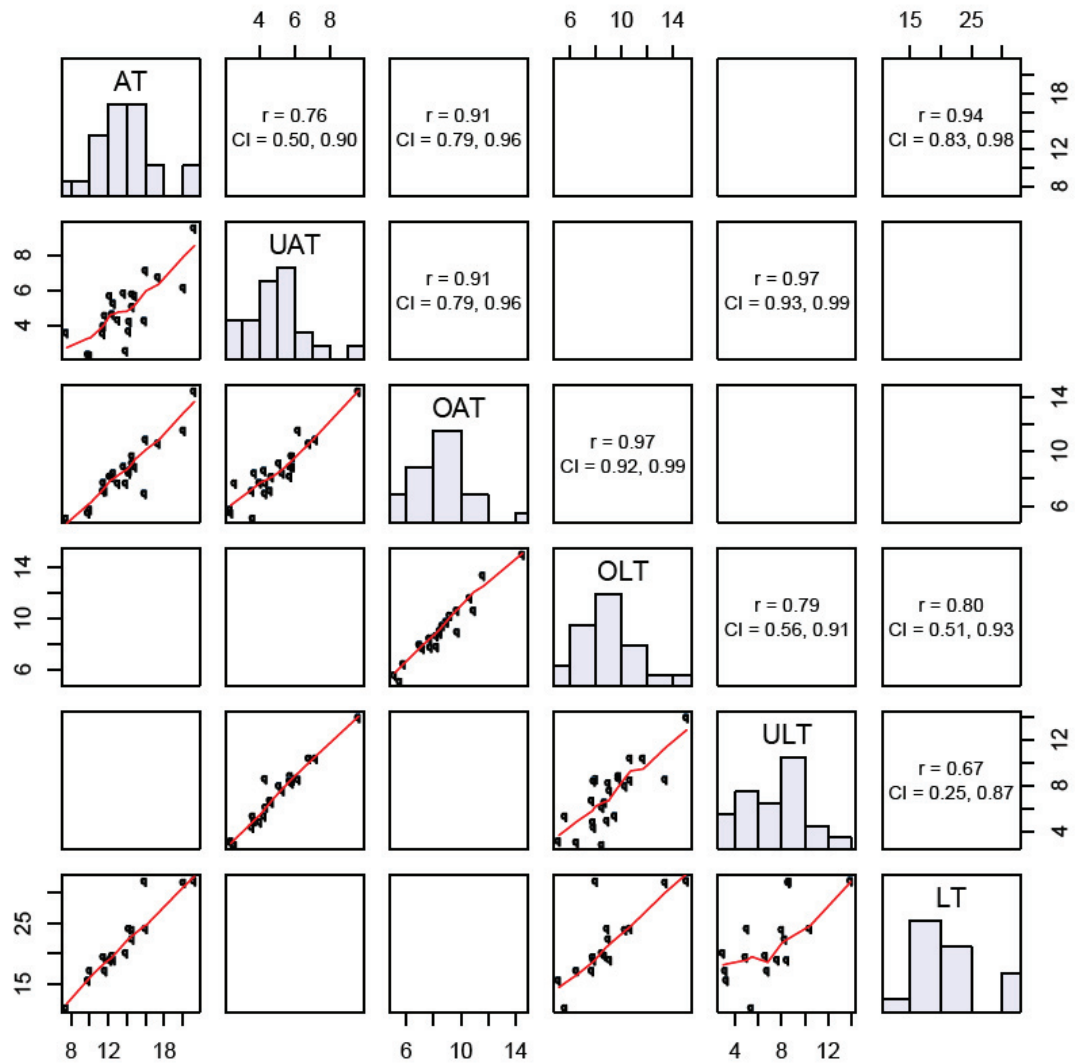 4 6 8
6 10 14
15 25
AT
r = 0.76
CI = 0.50, 0.90
r = 0.91
CI = 0.79, 0.96
r = 0.94
CI = 0.83, 0.98
8 12 18
4 6 8
UAT
r = 0.91
CI = 0.79, 0.96
r = 0.97
CI = 0.93, 0.99
OAT
r = 0.97
CI = 0.92, 0.99
6 10 14
6 10 14
OLT
r = 0.79
CI = 0.56, 0.91
r = 0.80
CI = 0.51, 0.93
ULT
r = 0.67
CI = 0.25, 0.87
4 8 12
15 25
LT
8 12 18
6 10 14
4 8 12